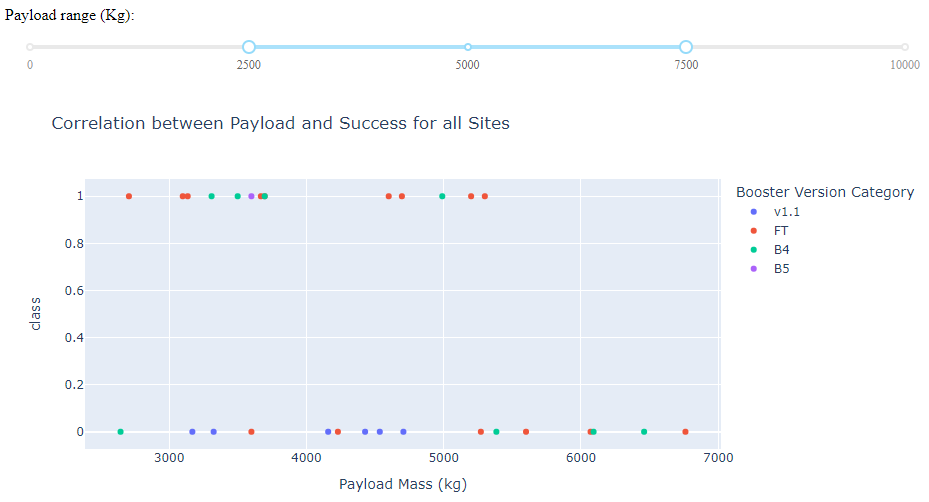 Payload range (Kg):
0 2500 5000 7500 10000
Correlation between Payload and Success for all Sites
1
0.8
0.6
0.4
0.2
0
class
3000 4000 5000 6000 7000
Payload Mass (kg)
Booster Version Category
v1.1
FT
B4
B5